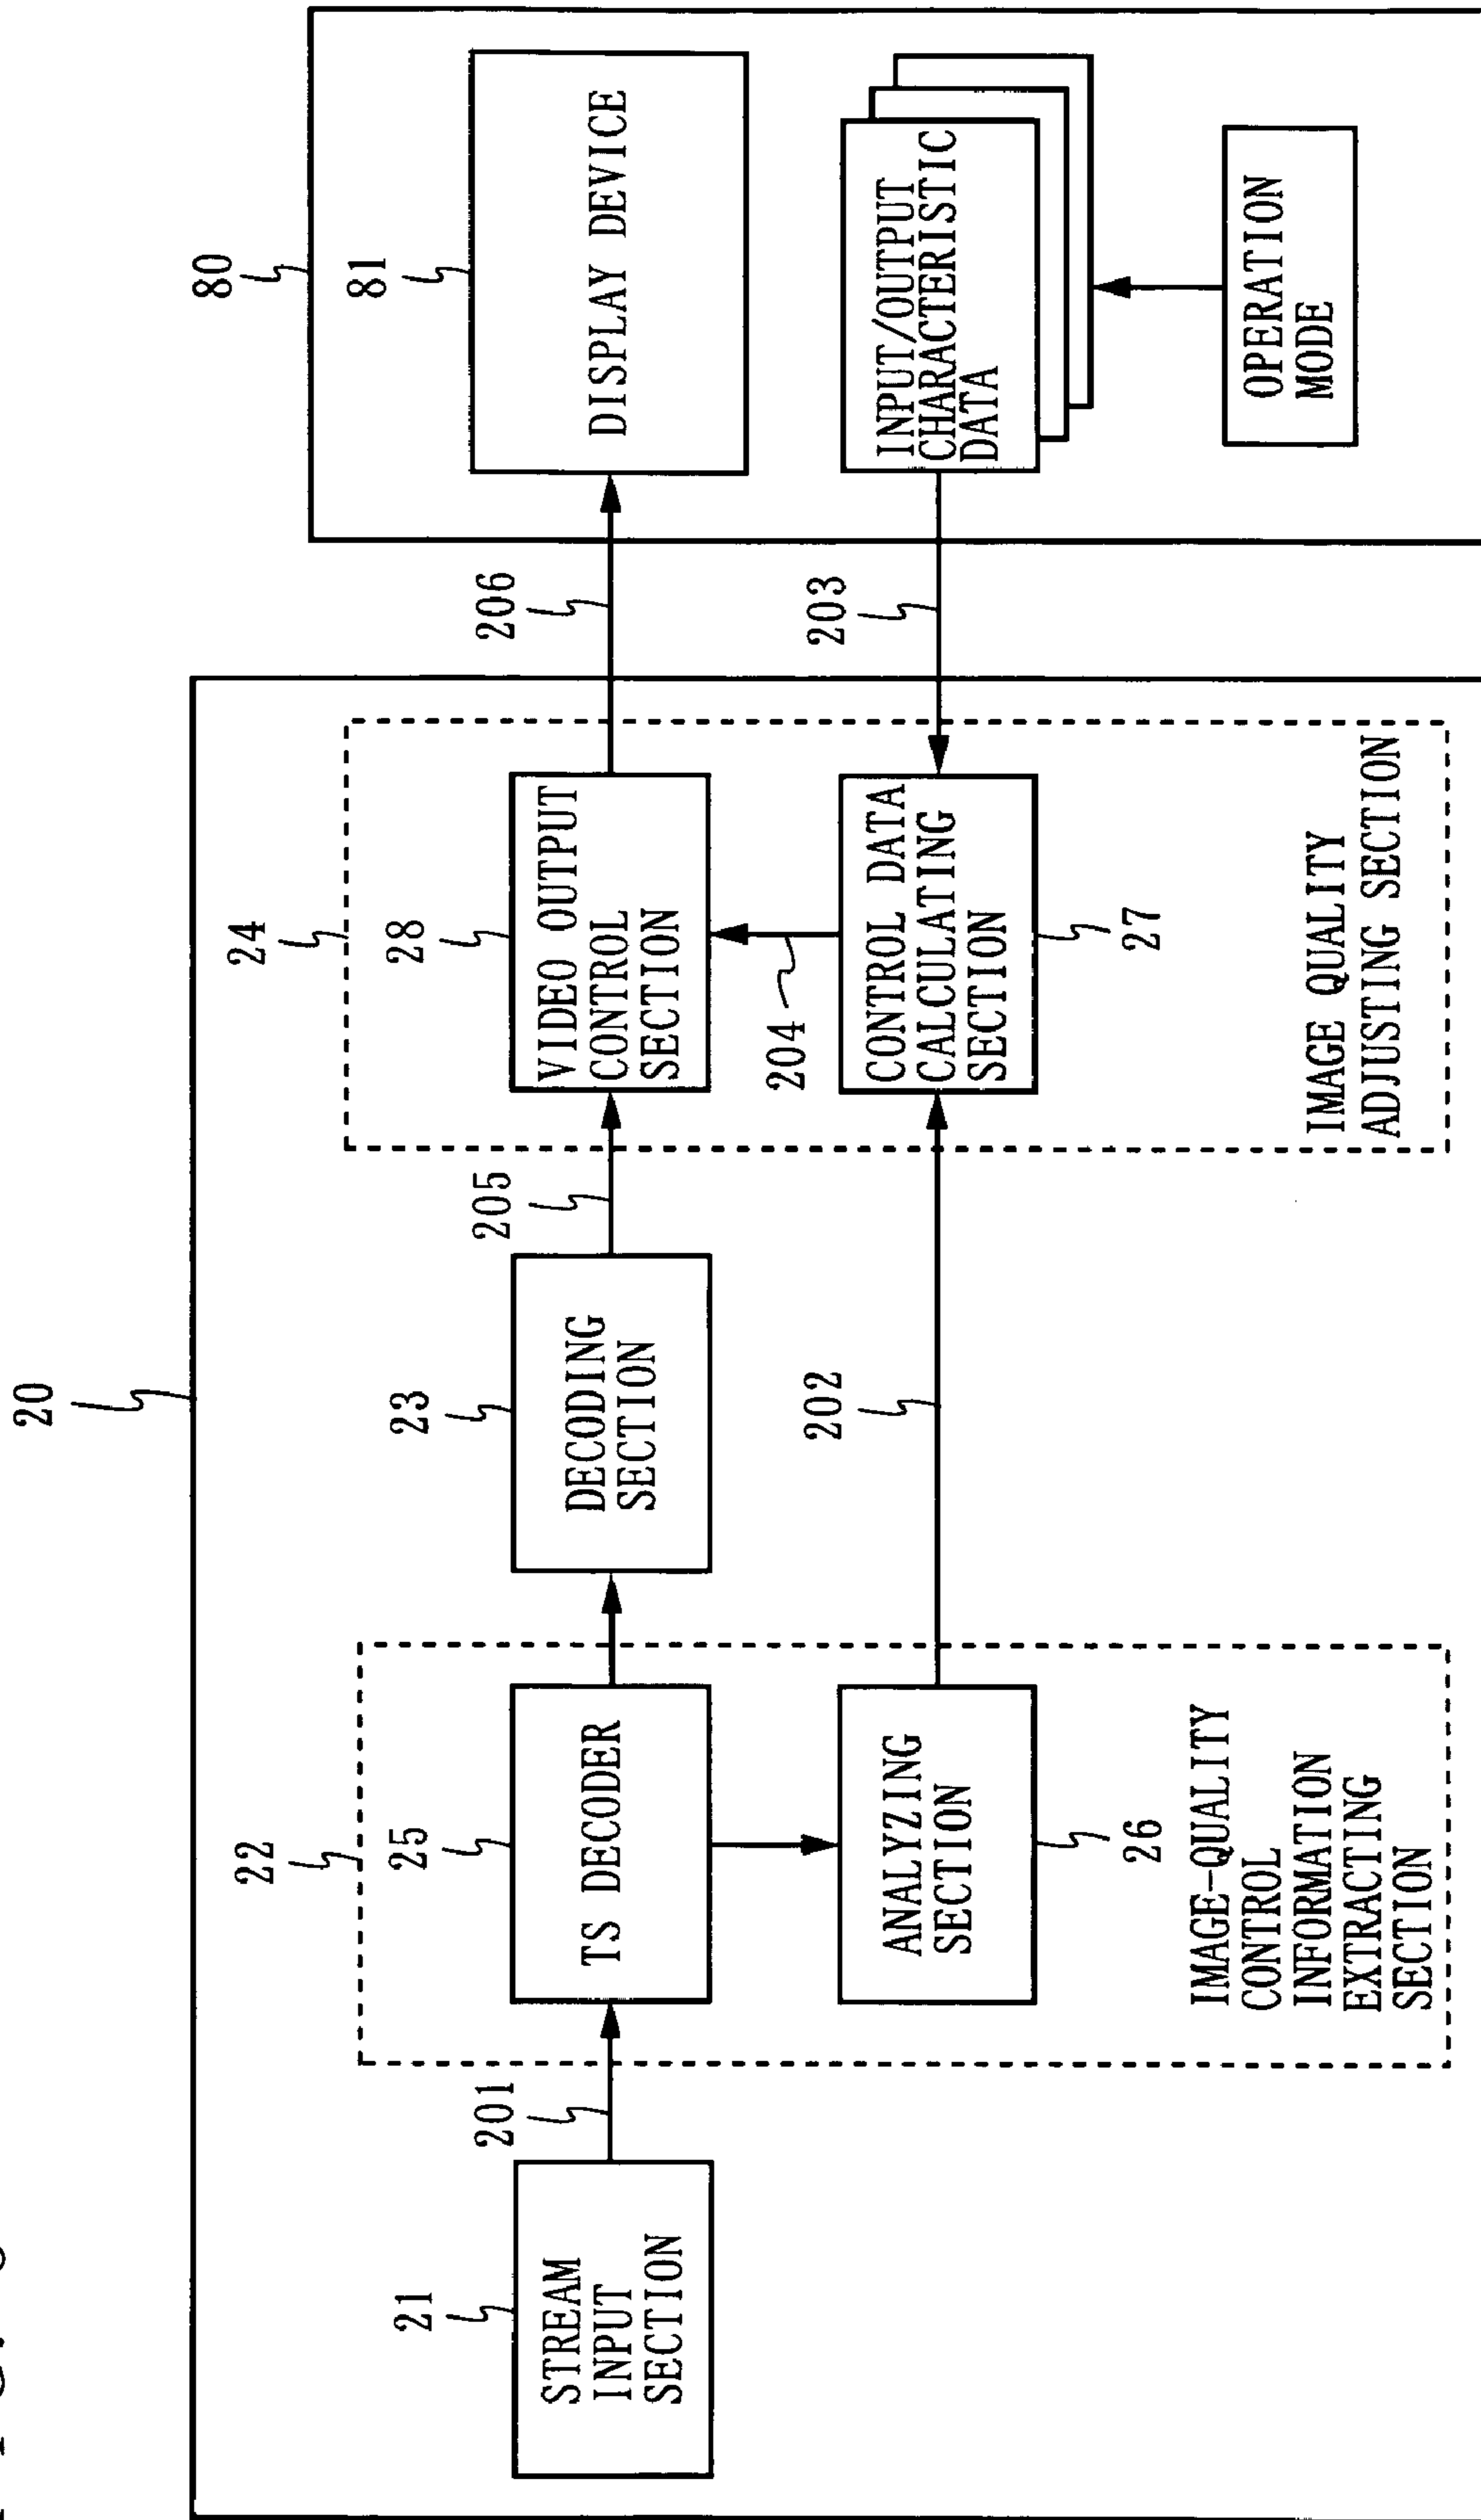 20
80
81
DISPLAY DEVICE
24
28
VIDEO OUTPUT
CONTROL
SECTION
206
205
23
DECODING
SECTION
22
25
TS DECODER
201
21
STREAM
INPUT
SECTION
INPUT/OUTPUT
CHARACTERISTIC
DATA
203
204
CONTROL DATA
CALCULATING
SECTION
27
202
ANALYZING
SECTION
26
OPERATION
MODE
IMAGE QUALITY
ADJUSTING SECTION
IMAGE-QUALITY
CONTROL
INFORMATION
EXTRACTING
SECTION